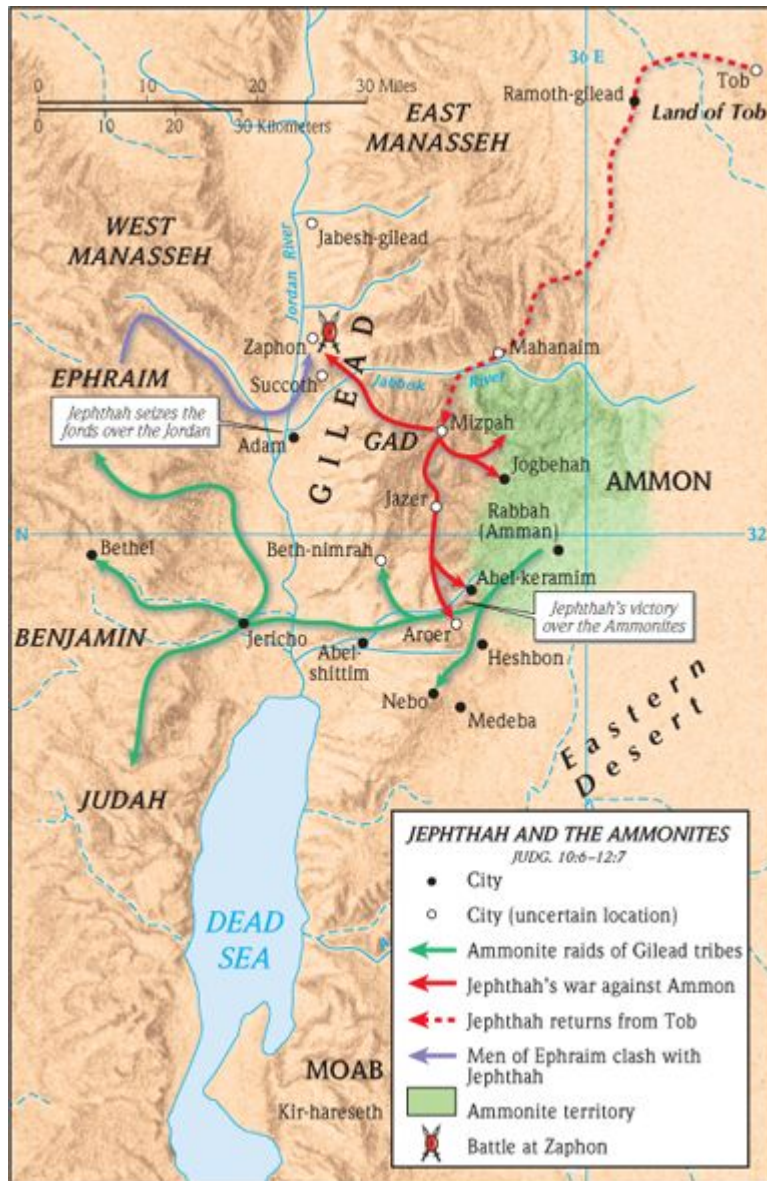 36 E
0 10 20 30 Miles
0 10 20 30 Kilometers
Tob
Ramoth-gilead
Land of Tob
EAST
MANASSEH
WEST
MANASSEH
Jabesh-gilead
Jordan River
Zaphon
Mahanaim
EPHRAIM
Succoth
Jabbok River
Jephthah seizes the
fords over the Jordan
Adam
GILEAD
GAD
Mizpah
Jogbehah
AMMON
Jazer
Rabbah
(Amman)
N
32
Bethel
Beth-nimrah
Abel-keramim
Jephthah's victory
over the Ammonites
BENJAMIN
Jericho
Aroer
Abel-
shittim
Heshbon
Nebo
Medeba
Eastern
Desert
JUDAH
DEAD
SEA
A
MOAB
Kir-hareseth
JEPHTHAH AND THE AMMONITES
JUDG. 10:6–12:7
City
City (uncertain location)
Ammonite raids of Gilead tribes
Jephthah's war against Ammon
Jephthah returns from Tob
Men of Ephraim clash with
Jephthah
Ammonite territory
Battle at Zaphon